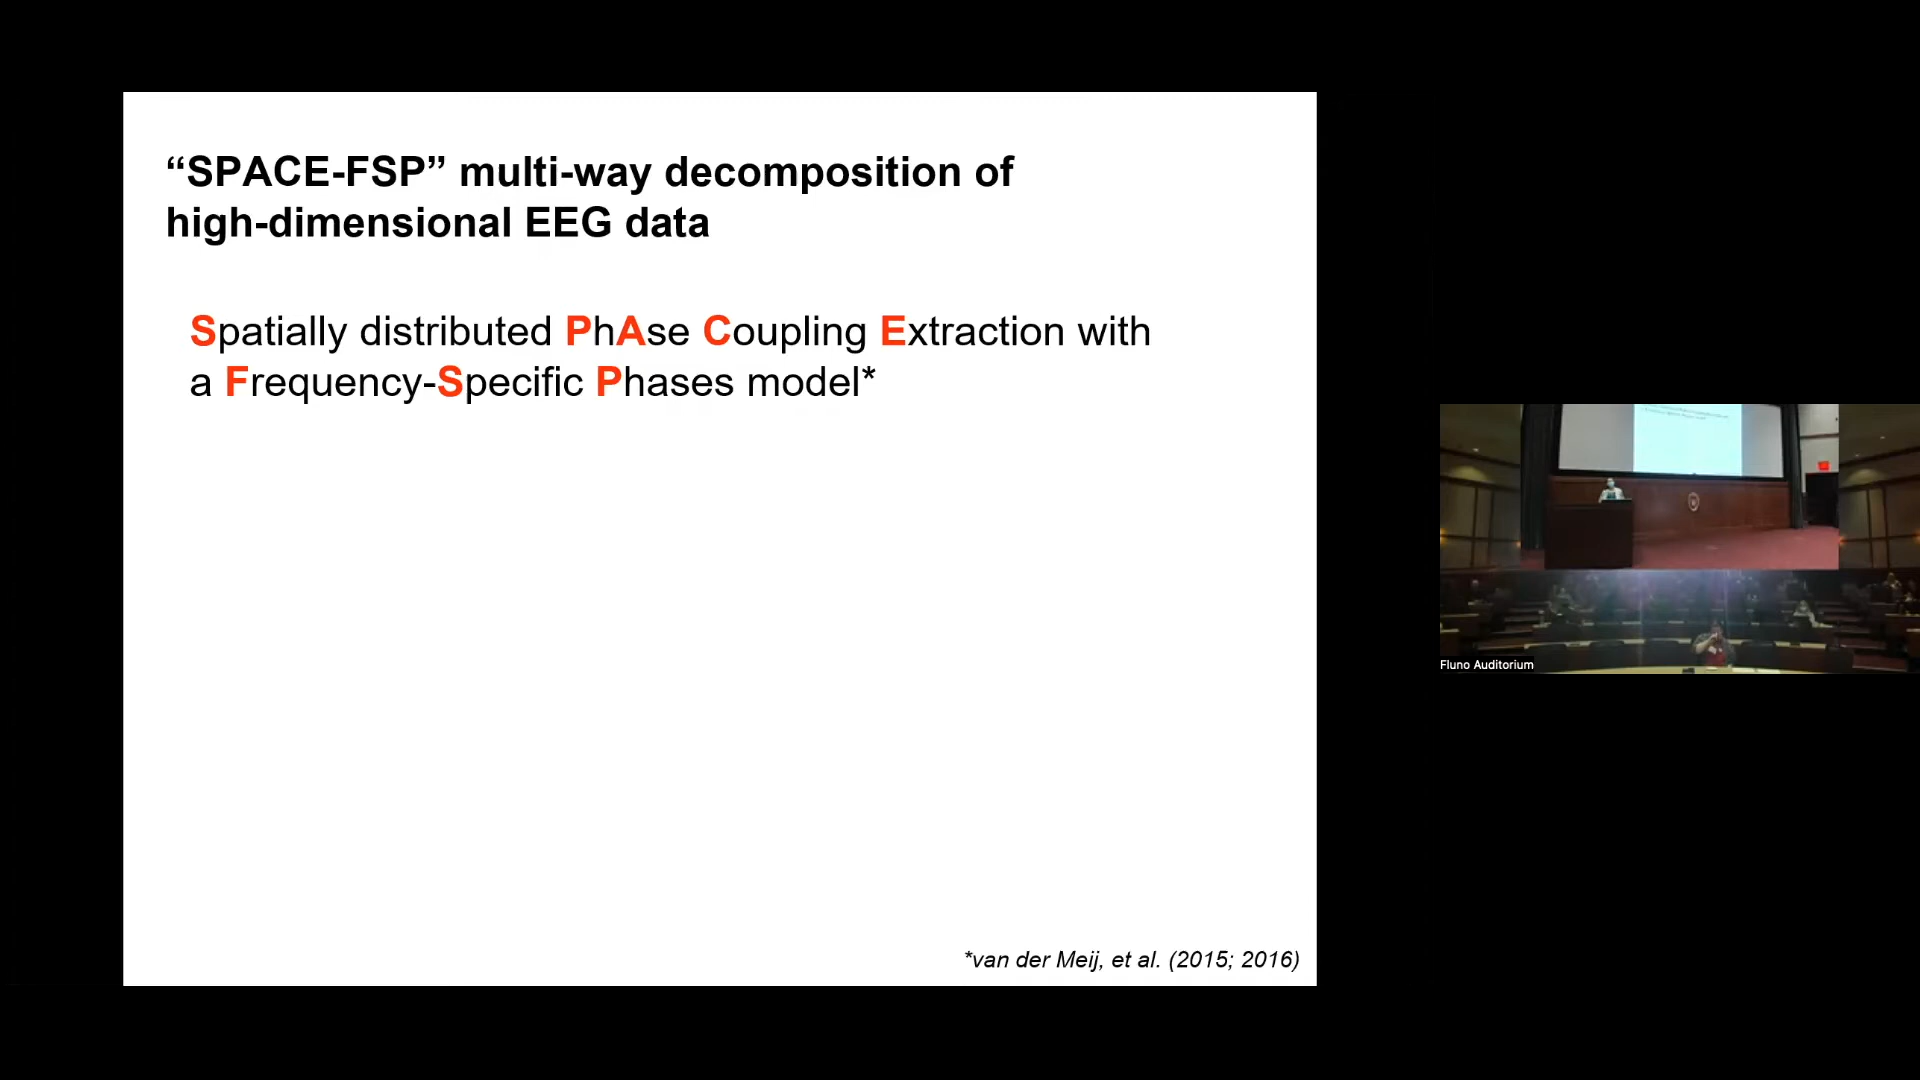 “SPACE-FSP” multi-way decomposition of
high-dimensional EEG data
Spatially distributed PhAse Coupling Extraction with
a Frequency-Specific Phases model*
*van der Meij, et al. (2015; 2016)
Fluno Auditorium